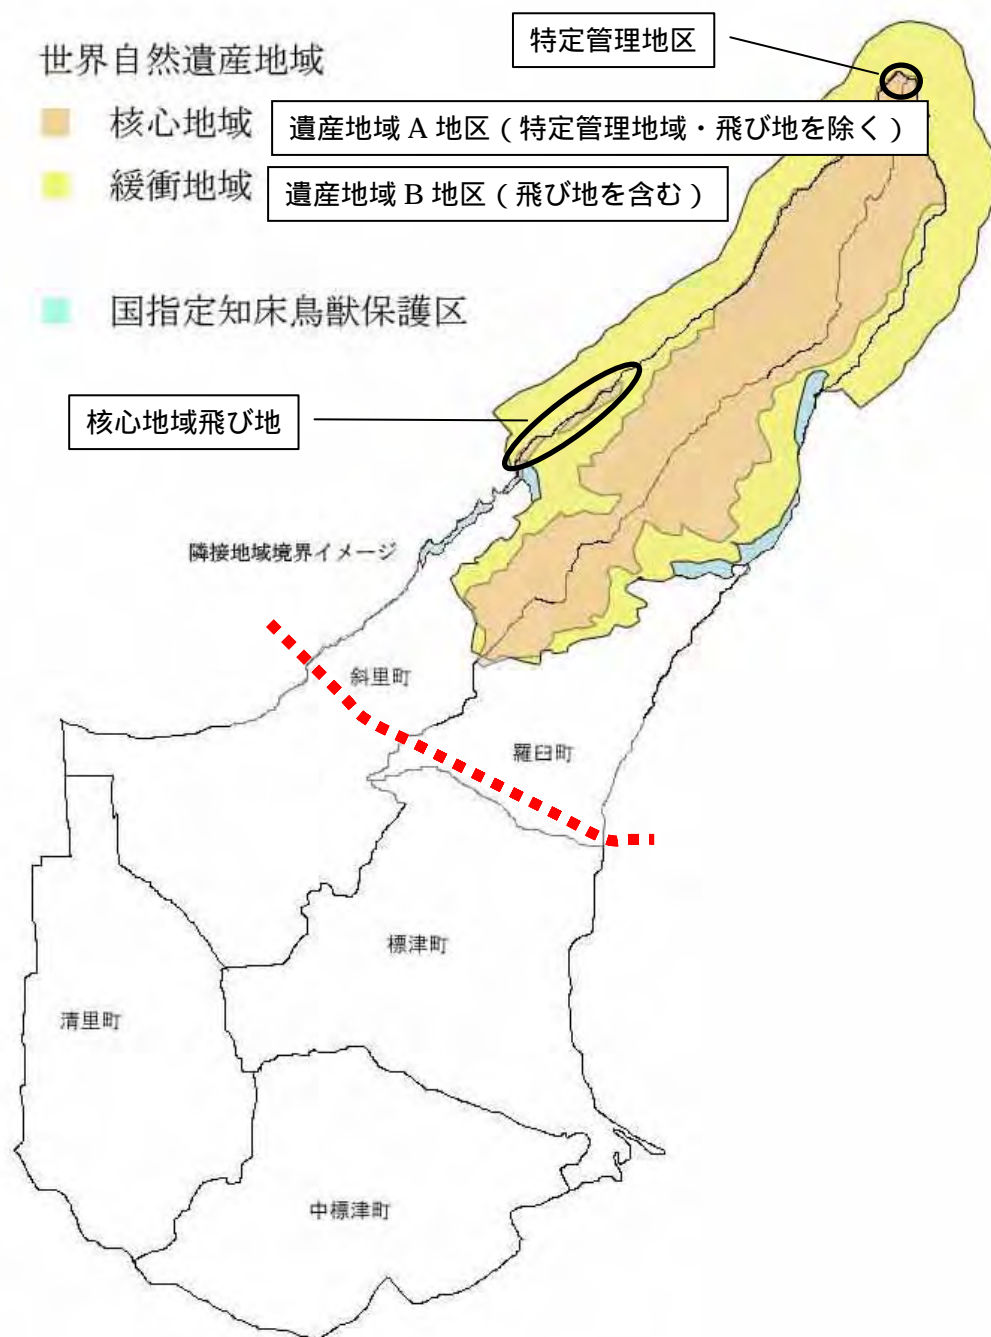 特定管理地区
世界自然遺産地域
核心地域
遺産地域 A 地区（特定管理地域・飛び地を除く）
緩衝地域
遺産地域 B 地区（飛び地を含む）
国指定知床鳥獣保護区
核心地域飛び地
隣接地域境界イメージ
斜里町
羅臼町
標津町
清里町
中標津町